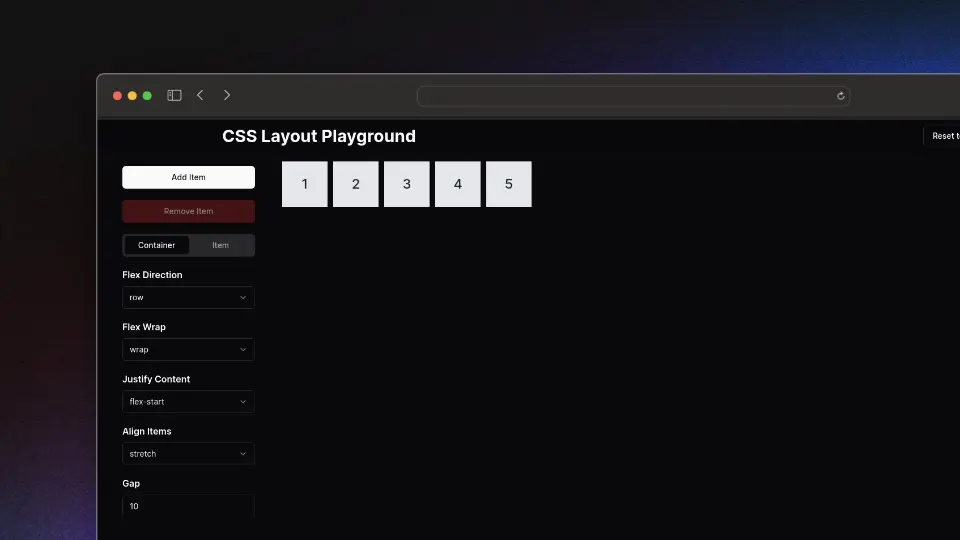 CSS Layout Playground
Reset t
Add Item
Remove Item
Container
Item
1
2
3
4
5
Flex Direction
row
Flex Wrap
wrap
Justify Content
flex-start
Align Items
stretch
Gap
10